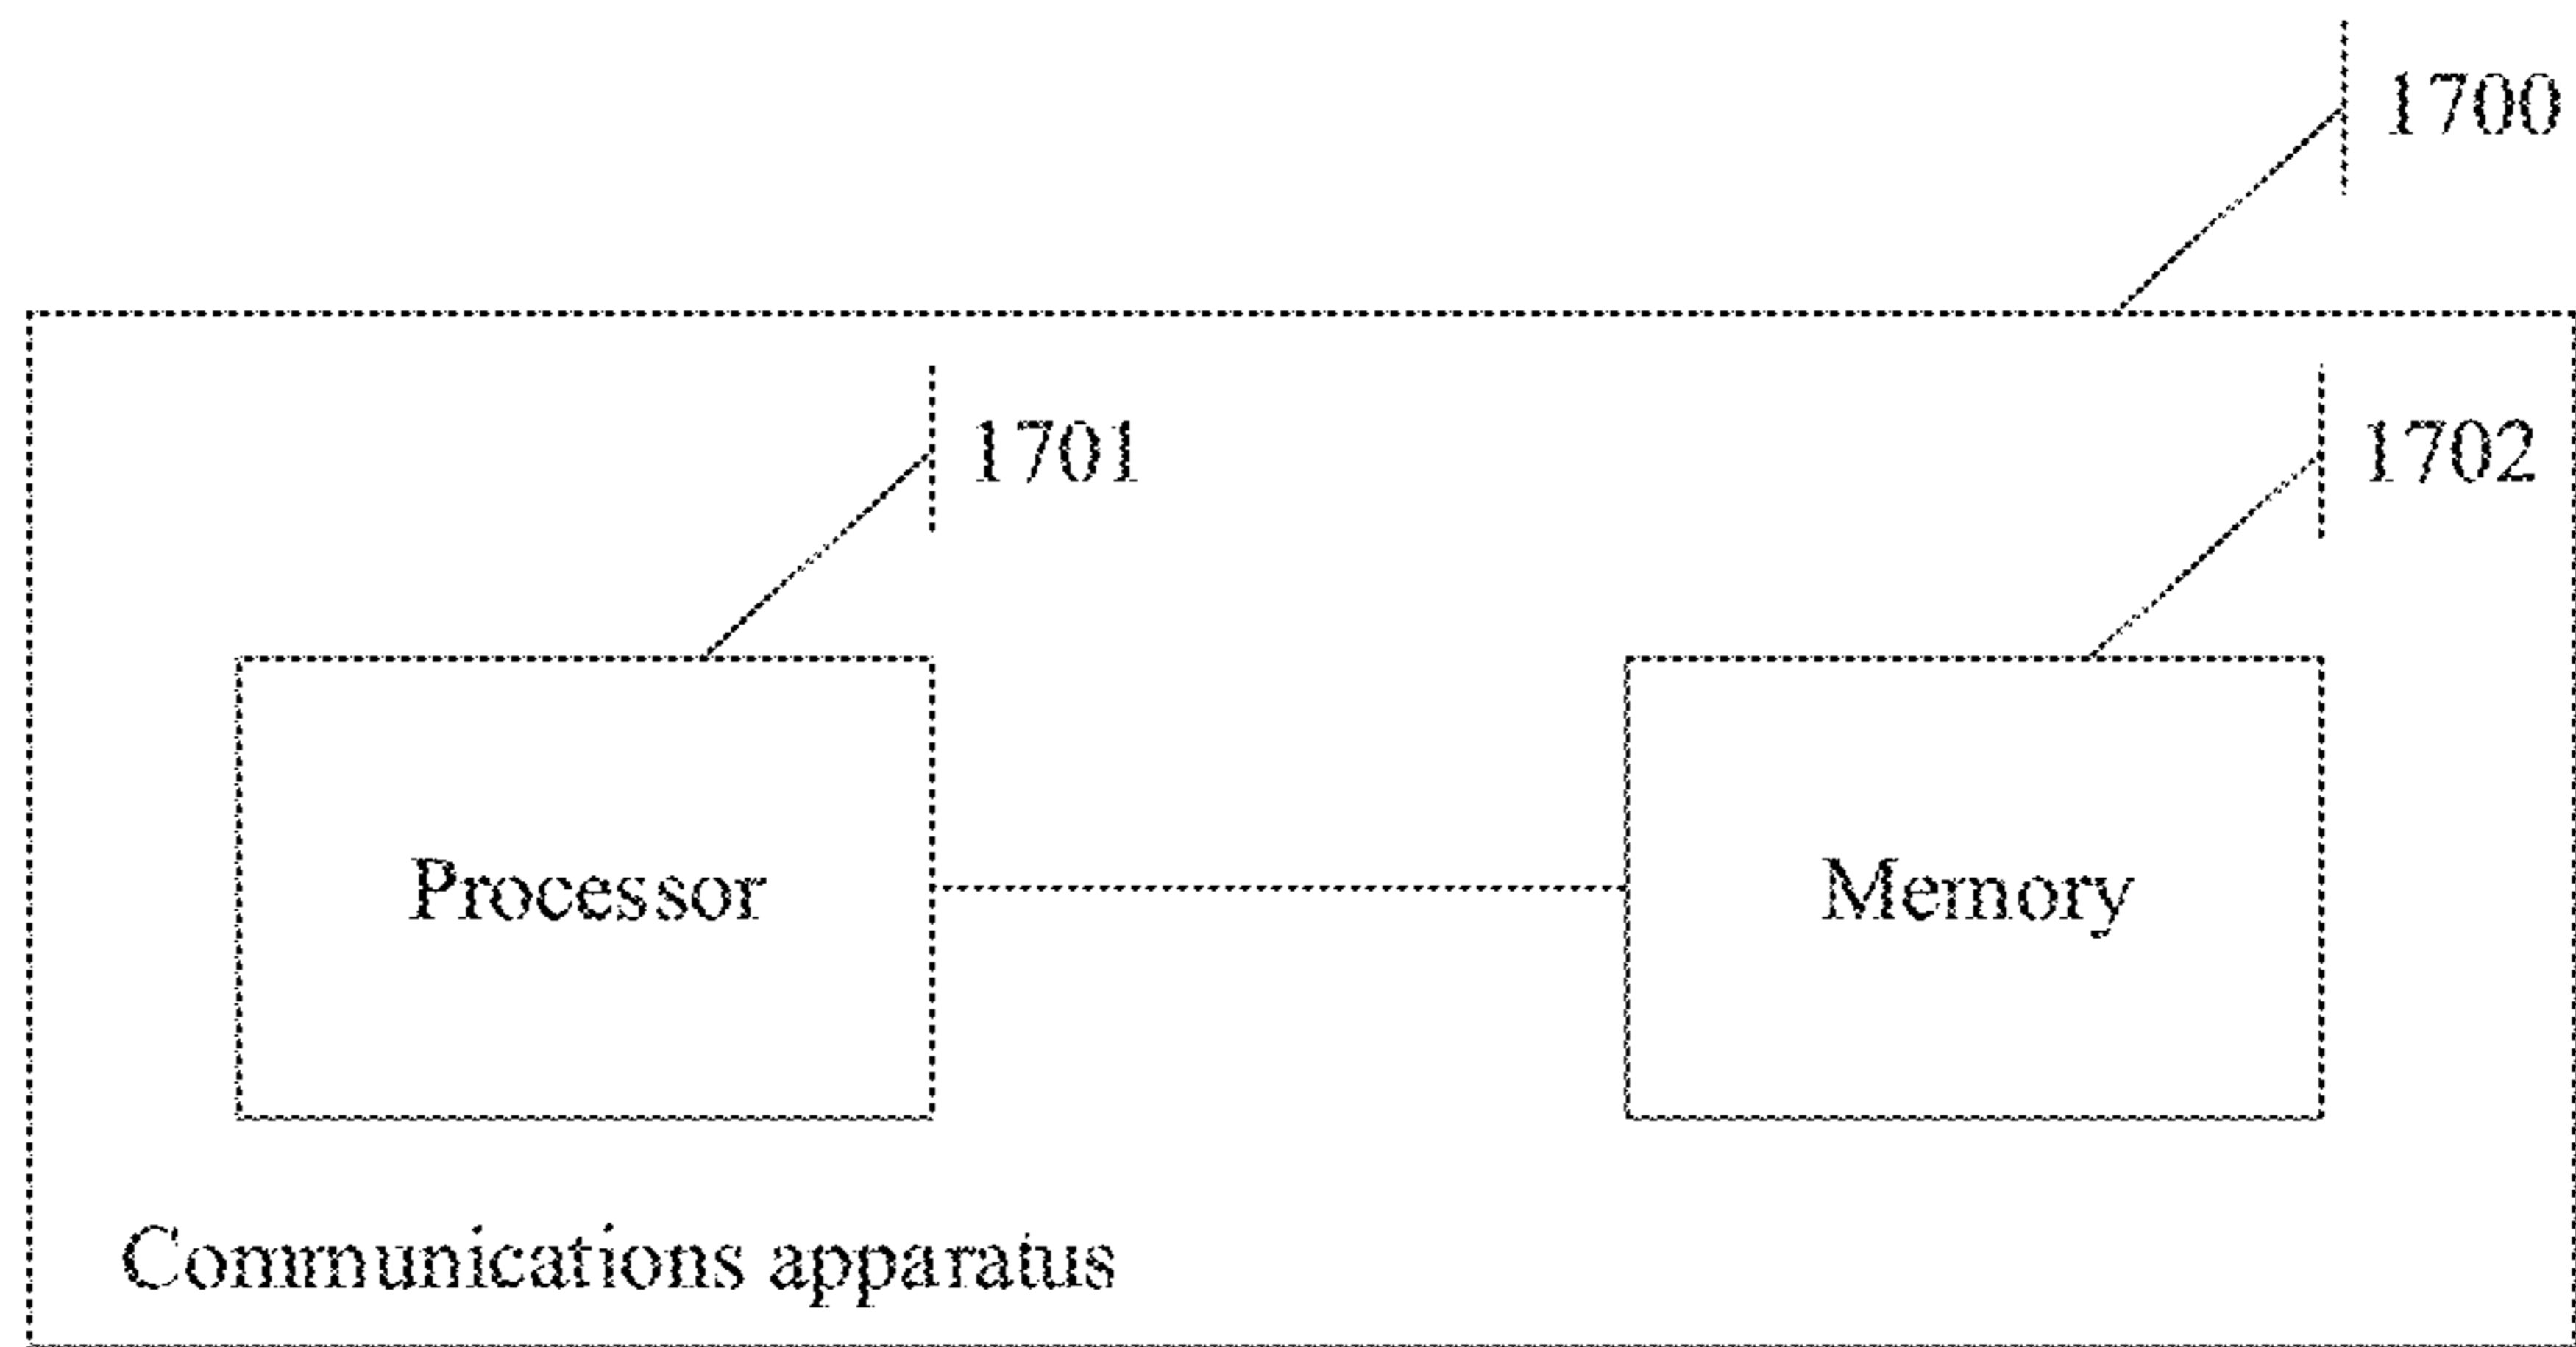 1700
1701
1702
Processor
Memory
Communications apparatus